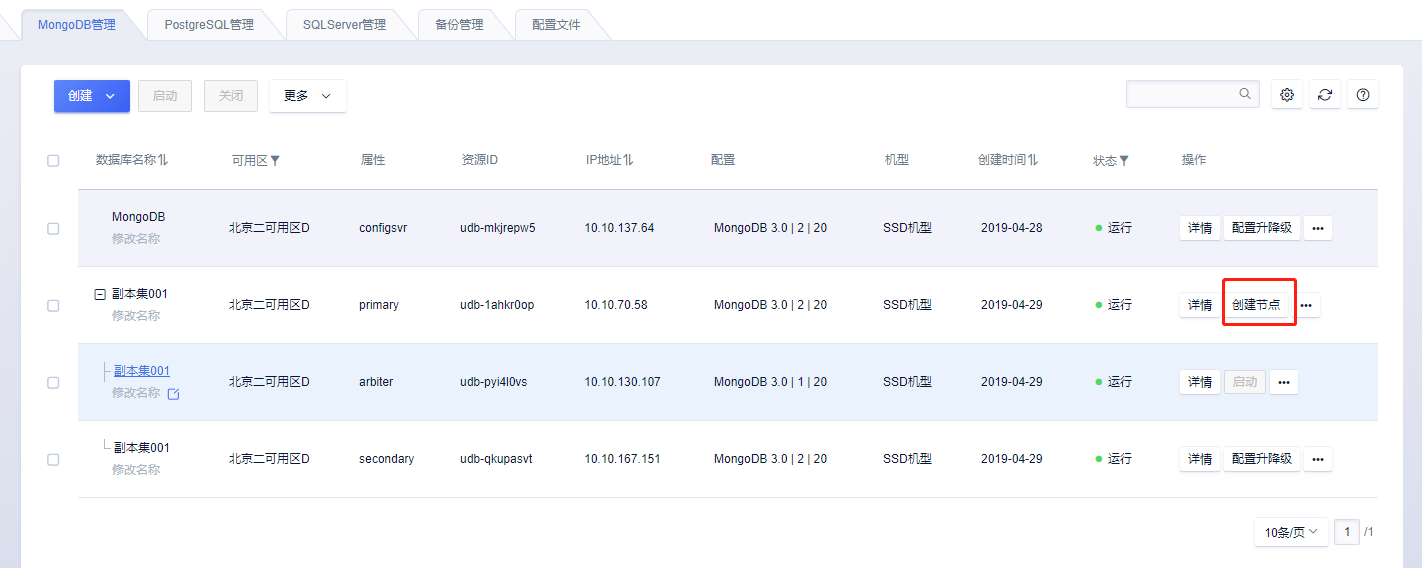 MongoDB管理 PostgreSQL管理 SQLServer管理 备份管理 配置文件
创建 启动 关闭 更多
数据库名称 可用区 属性 资源ID IP地址 配置 机型 创建时间 状态 操作
MongoDB 北京二可用区D configsvr udb-mkjrepw5 10.10.137.64 MongoDB 3.0 | 2 | 20 SSD机型 2019-04-28 运行 详情 配置升降级 •••
修改名称
副本集001 北京二可用区D primary udb-1ahkr0op 10.10.70.58 MongoDB 3.0 | 2 | 20 SSD机型 2019-04-29 运行 详情 创建节点 •••
修改名称
副本集001 北京二可用区D arbiter udb-pyi4l0vs 10.10.130.107 MongoDB 3.0 | 1 | 20 SSD机型 2019-04-29 运行 详情 启动 •••
修改名称
副本集001 北京二可用区D secondary udb-qkupasvt 10.10.167.151 MongoDB 3.0 | 2 | 20 SSD机型 2019-04-29 运行 详情 配置升降级 •••
修改名称
10条/页 1 /1